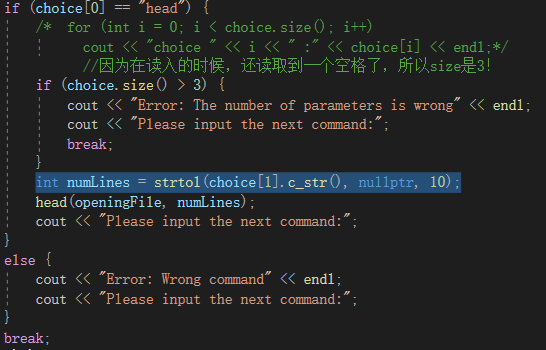 if (choice[0] == "head") {
/*  for (int i = 0; i < choice.size(); i++)
cout << "choice " << i << " :" << choice[i] << endl;*/
//因为在读入的时候，还读取到一个空格了，所以size是3!
if (choice.size() > 3) {
cout << "Error: The number of parameters is wrong" << endl;
cout << "Please input the next command:";
break;
}
int numLines = strtol(choice[1].c_str(), nullptr, 10);
head(openingFile, numLines);
cout << "Please input the next command:";
}
else {
cout << "Error: Wrong command" << endl;
cout << "Please input the next command:";
}
break;